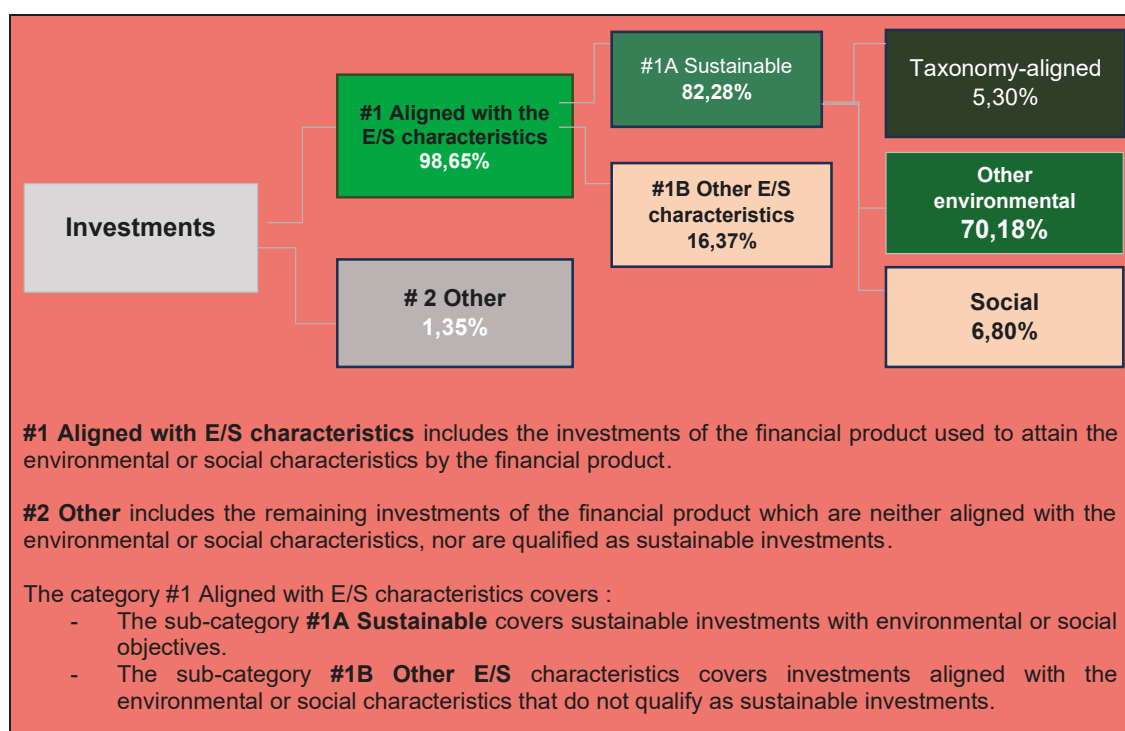 Investments
#1 Aligned with the
E/S characteristics
98,65%
# 2 Other
1,35%
#1A Sustainable
82,28%
#1B Other E/S
characteristics
16,37%
Taxonomy-aligned
5,30%
Other
environmental
70,18%
Social
6,80%
#1 Aligned with E/S characteristics includes the investments of the financial product used to attain the
environmental or social characteristics by the financial product.
#2 Other includes the remaining investments of the financial product which are neither aligned with the
environmental or social characteristics, nor are qualified as sustainable investments.
The category #1 Aligned with E/S characteristics covers :
- The sub-category #1A Sustainable covers sustainable investments with environmental or social
objectives.
- The sub-category #1B Other E/S characteristics covers investments aligned with the
environmental or social characteristics that do not qualify as sustainable investments.